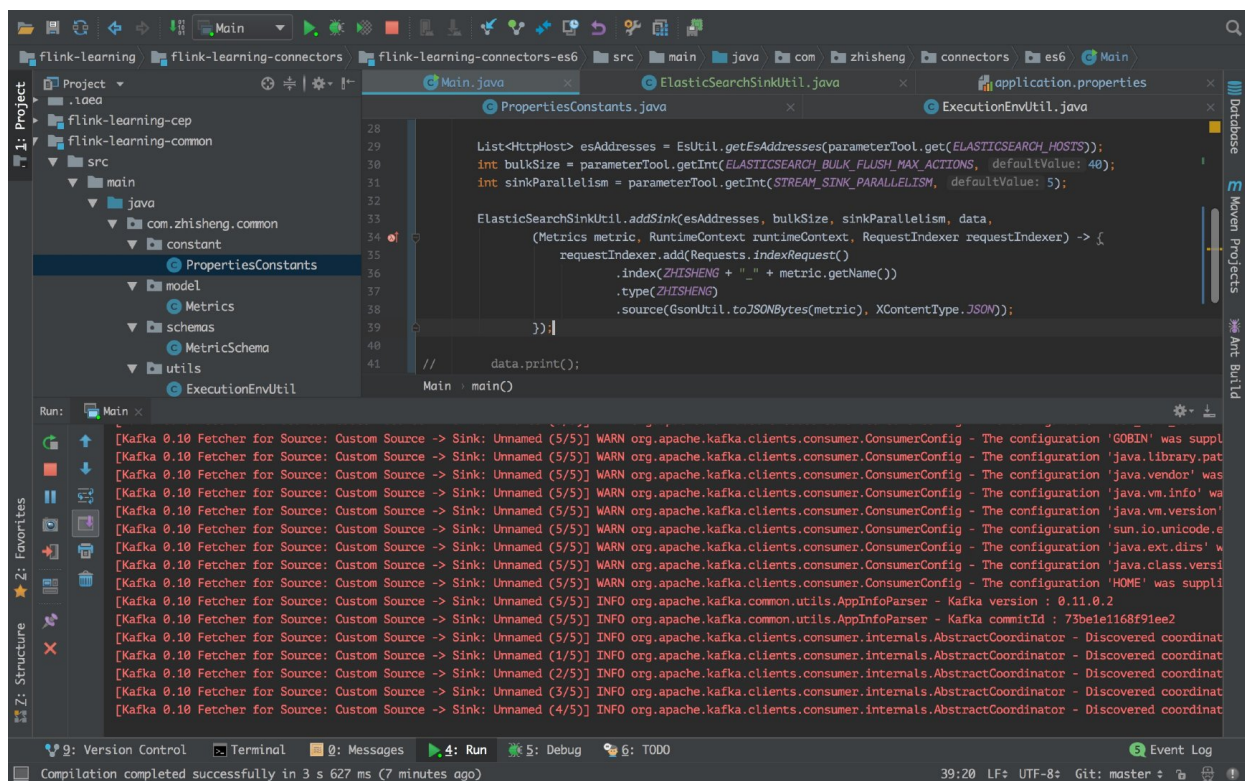 Main
flink-learning flink-learning-connectors flink-learning-connectors-es6 src main java com zhisheng connectors es6 Main
1: Project
Project
.idea
flink-learning-cep
flink-learning-common
src
main
java
com.zhisheng.common
constant
PropertiesConstants
model
Metrics
schemas
MetricSchema
utils
ExecutionEnvUtil
Main.java ElasticSearchSinkUtil.java application.properties
PropertiesConstants.java ExecutionEnvUtil.java
28
29 List<HttpHost> esAddresses = EsUtil.getEsAddresses(parameterTool.get(ELASTICSEARCH_HOSTS));
30 int bulkSize = parameterTool.getInt(ELASTICSEARCH_BULK_FLUSH_MAX_ACTIONS, defaultValue: 40);
31 int sinkParallelism = parameterTool.getInt(STREAM_SINK_PARALLELISM, defaultValue: 5);
32
33 ElasticSearchSinkUtil.addSink(esAddresses, bulkSize, sinkParallelism, data,
34 (Metrics metric, RuntimeContext runtimeContext, RequestIndexer requestIndexer) -> {
35 requestIndexer.add(Requests.indexRequest()
36 .index(ZHISHENG + "_" + metric.getName())
37 .type(ZHISHENG)
38 .source(GsonUtil.toJSONBytes(metric), XContentType.JSON));
39 });
40
41 // data.print();
Main main()
Database
Maven Projects
Ant Build
Run: Main
[Kafka 0.10 Fetcher for Source: Custom Source -> Sink: Unnamed (5/5)] WARN org.apache.kafka.clients.consumer.ConsumerConfig - The configuration 'GOBIN' was suppl
[Kafka 0.10 Fetcher for Source: Custom Source -> Sink: Unnamed (5/5)] WARN org.apache.kafka.clients.consumer.ConsumerConfig - The configuration 'java.library.pat
[Kafka 0.10 Fetcher for Source: Custom Source -> Sink: Unnamed (5/5)] WARN org.apache.kafka.clients.consumer.ConsumerConfig - The configuration 'java.vendor' was
[Kafka 0.10 Fetcher for Source: Custom Source -> Sink: Unnamed (5/5)] WARN org.apache.kafka.clients.consumer.ConsumerConfig - The configuration 'java.vm.info' wa
[Kafka 0.10 Fetcher for Source: Custom Source -> Sink: Unnamed (5/5)] WARN org.apache.kafka.clients.consumer.ConsumerConfig - The configuration 'java.vm.version'
[Kafka 0.10 Fetcher for Source: Custom Source -> Sink: Unnamed (5/5)] WARN org.apache.kafka.clients.consumer.ConsumerConfig - The configuration 'sun.io.unicode.e
[Kafka 0.10 Fetcher for Source: Custom Source -> Sink: Unnamed (5/5)] WARN org.apache.kafka.clients.consumer.ConsumerConfig - The configuration 'java.ext.dirs' w
[Kafka 0.10 Fetcher for Source: Custom Source -> Sink: Unnamed (5/5)] WARN org.apache.kafka.clients.consumer.ConsumerConfig - The configuration 'java.class.versi
[Kafka 0.10 Fetcher for Source: Custom Source -> Sink: Unnamed (5/5)] WARN org.apache.kafka.clients.consumer.ConsumerConfig - The configuration 'HOME' was suppli
[Kafka 0.10 Fetcher for Source: Custom Source -> Sink: Unnamed (5/5)] INFO org.apache.kafka.common.utils.AppInfoParser - Kafka version : 0.11.0.2
[Kafka 0.10 Fetcher for Source: Custom Source -> Sink: Unnamed (5/5)] INFO org.apache.kafka.common.utils.AppInfoParser - Kafka commitId : 73be1e1168f91ee2
[Kafka 0.10 Fetcher for Source: Custom Source -> Sink: Unnamed (5/5)] INFO org.apache.kafka.clients.consumer.internals.AbstractCoordinator - Discovered coordinat
[Kafka 0.10 Fetcher for Source: Custom Source -> Sink: Unnamed (1/5)] INFO org.apache.kafka.clients.consumer.internals.AbstractCoordinator - Discovered coordinat
[Kafka 0.10 Fetcher for Source: Custom Source -> Sink: Unnamed (2/5)] INFO org.apache.kafka.clients.consumer.internals.AbstractCoordinator - Discovered coordinat
[Kafka 0.10 Fetcher for Source: Custom Source -> Sink: Unnamed (3/5)] INFO org.apache.kafka.clients.consumer.internals.AbstractCoordinator - Discovered coordinat
[Kafka 0.10 Fetcher for Source: Custom Source -> Sink: Unnamed (4/5)] INFO org.apache.kafka.clients.consumer.internals.AbstractCoordinator - Discovered coordinat
2: Favorites
Z: Structure
9: Version Control Terminal 0: Messages 4: Run 5: Debug 6: TODO 5 Event Log
Compilation completed successfully in 3 s 627 ms (7 minutes ago) 39:20 LF UTF-8 Git: master